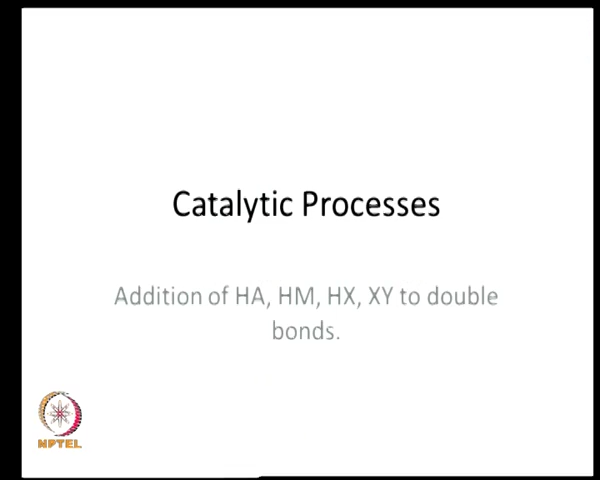 Catalytic Processes
Addition of HA, HM, HX, XY to double
bonds.
NPTEL